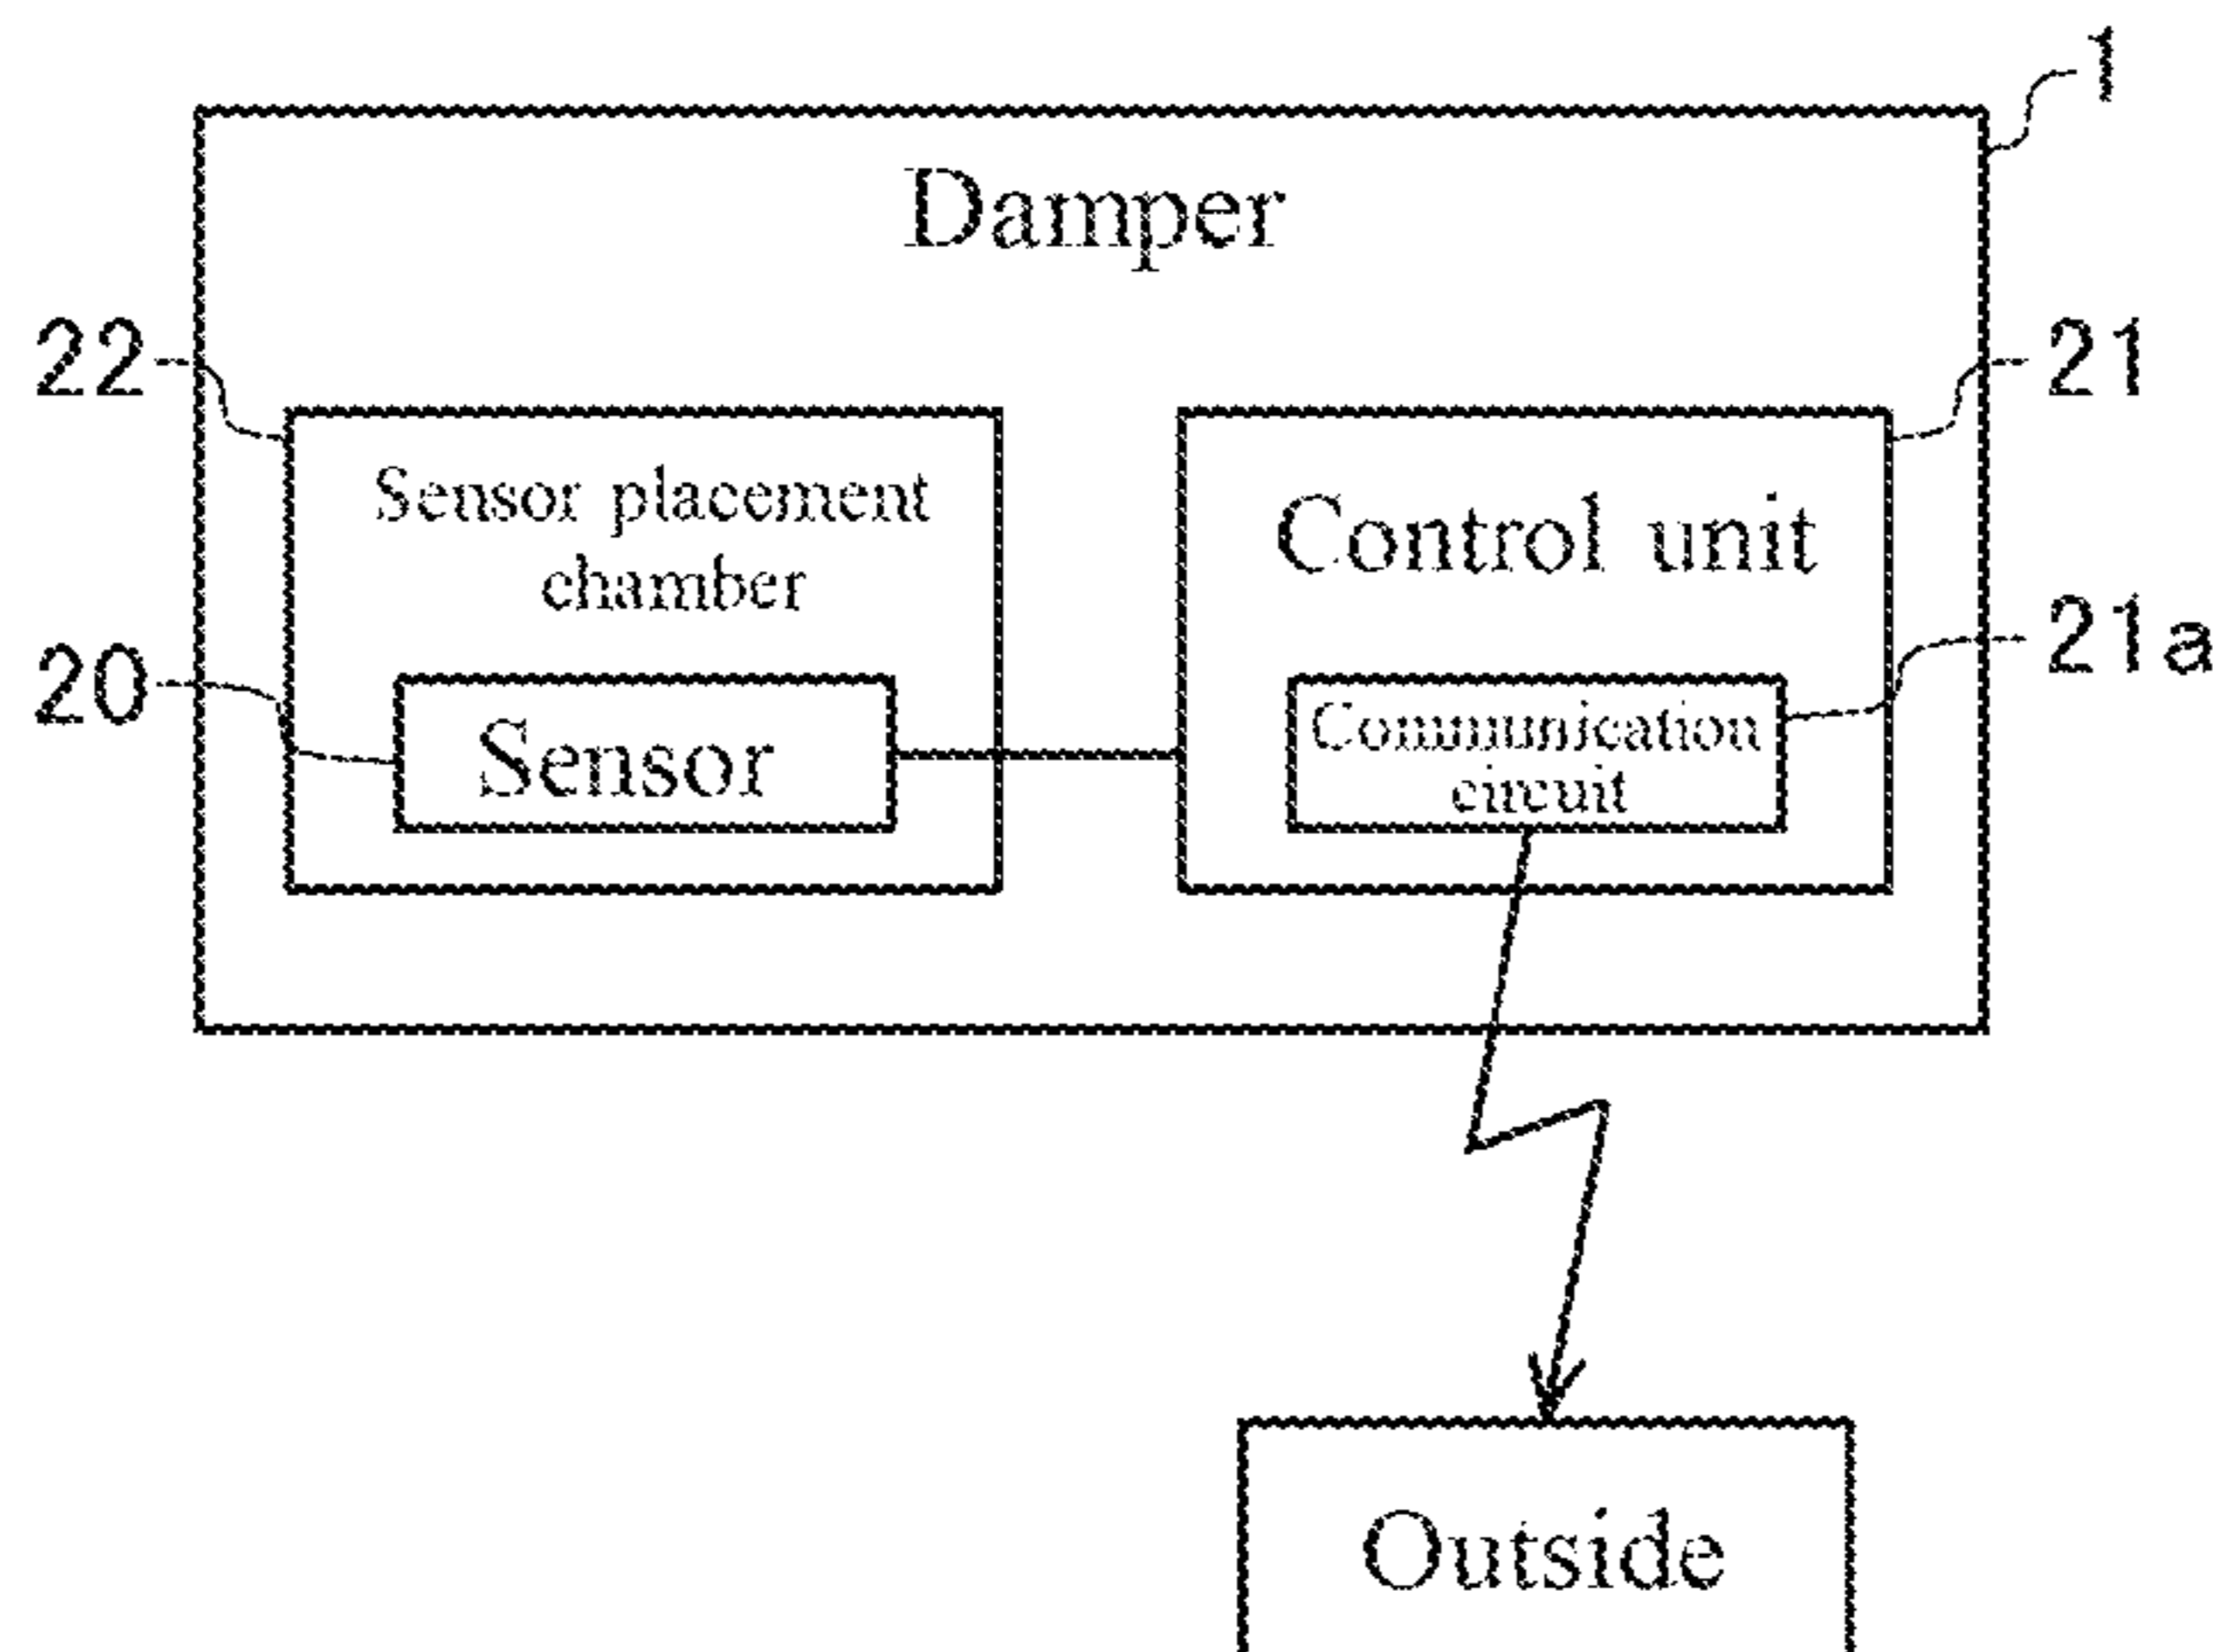 1
Damper
22
21
Sensor placement
chamber
Control unit
20
21a
Sensor
Communication
circuit
Outside